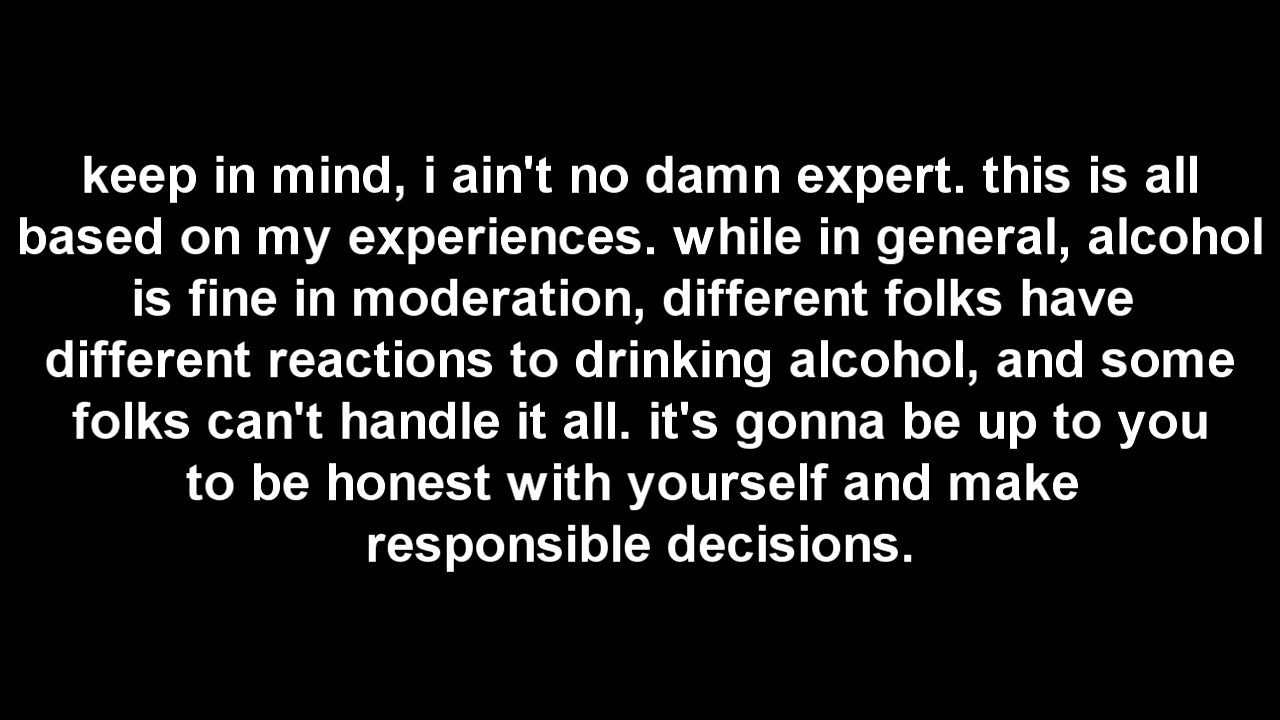 keep in mind, i ain't no damn expert. this is all
based on my experiences. while in general, alcohol
is fine in moderation, different folks have
different reactions to drinking alcohol, and some
folks can't handle it all. it's gonna be up to you
to be honest with yourself and make
responsible decisions.